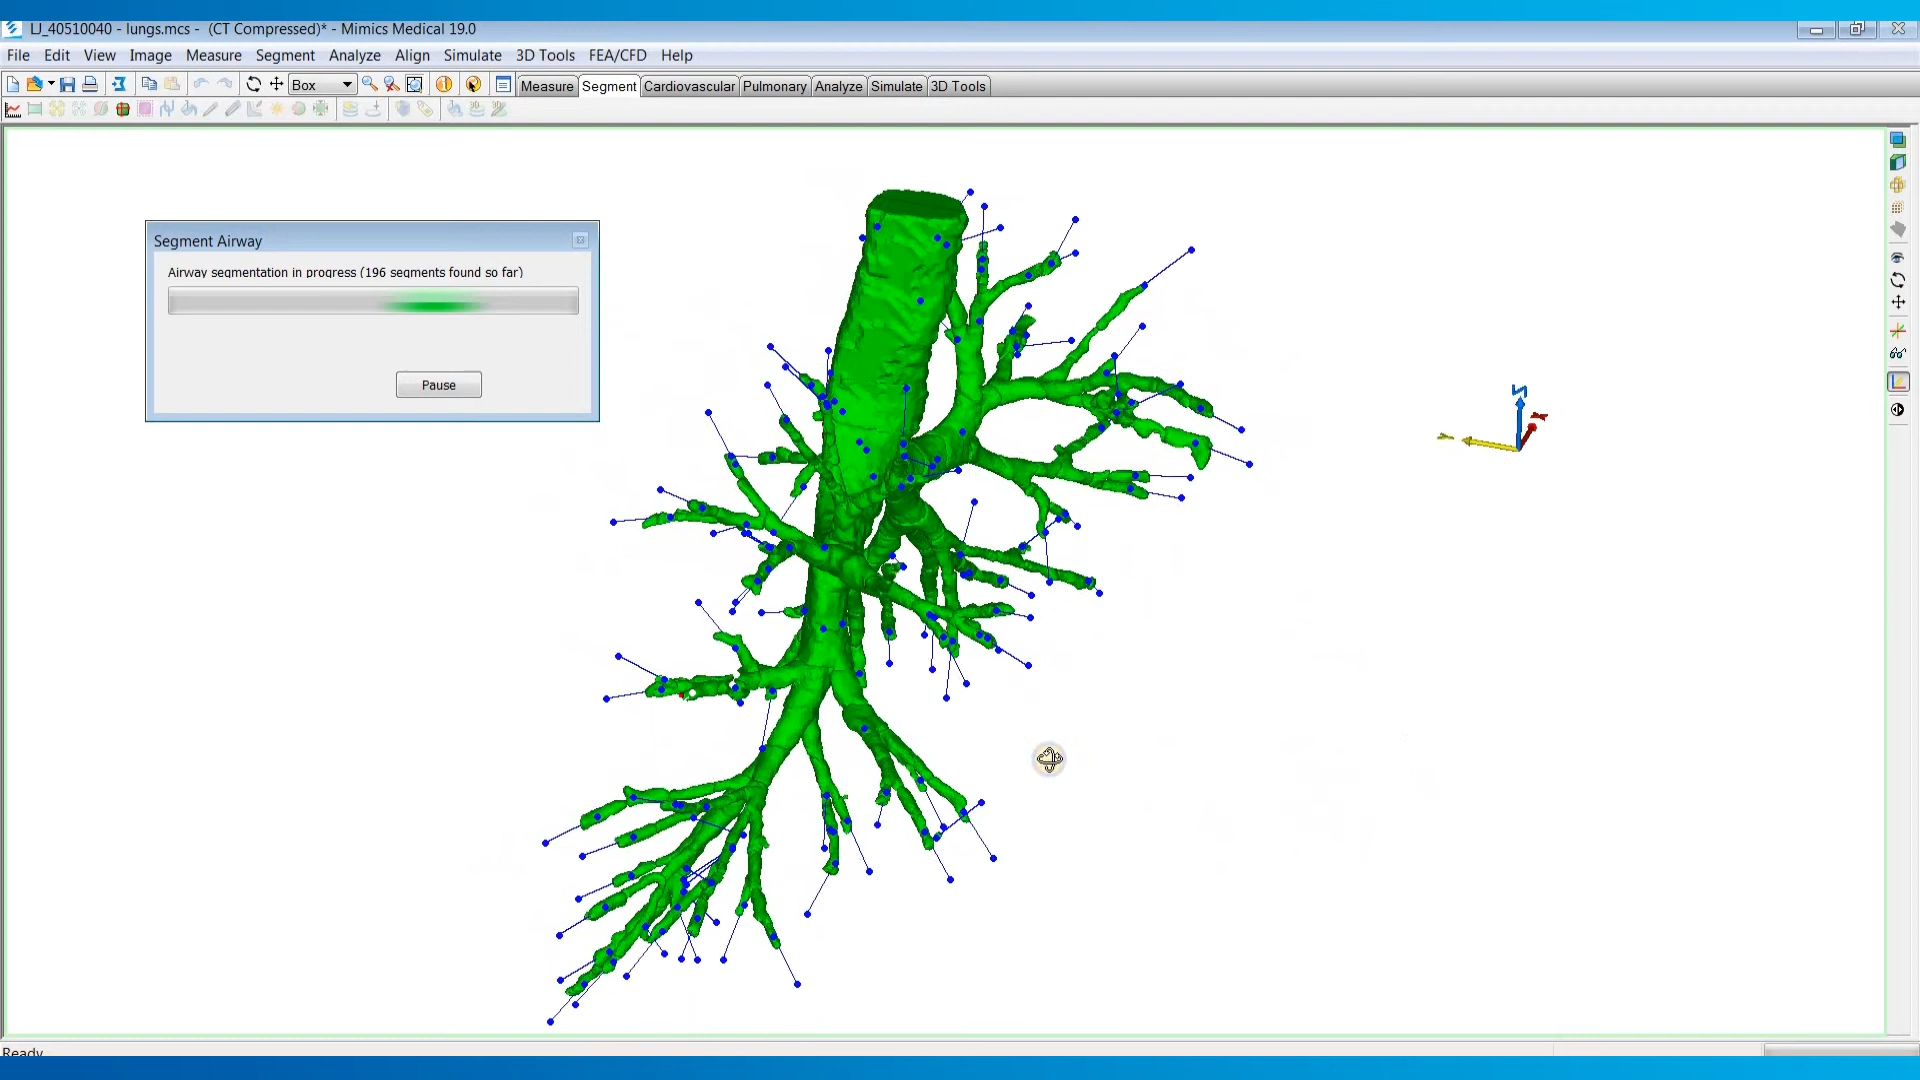 LJ_40510040 - lungs.mcs - (CT Compressed)* - Mimics Medical 19.0
File Edit View Image Measure Segment Analyze Align Simulate 3D Tools FEA/CFD Help
Box Measure Segment Cardiovascular Pulmonary Analyze Simulate 3D Tools
Segment Airway
Airway segmentation in progress (196 segments found so far)
Pause
Ready